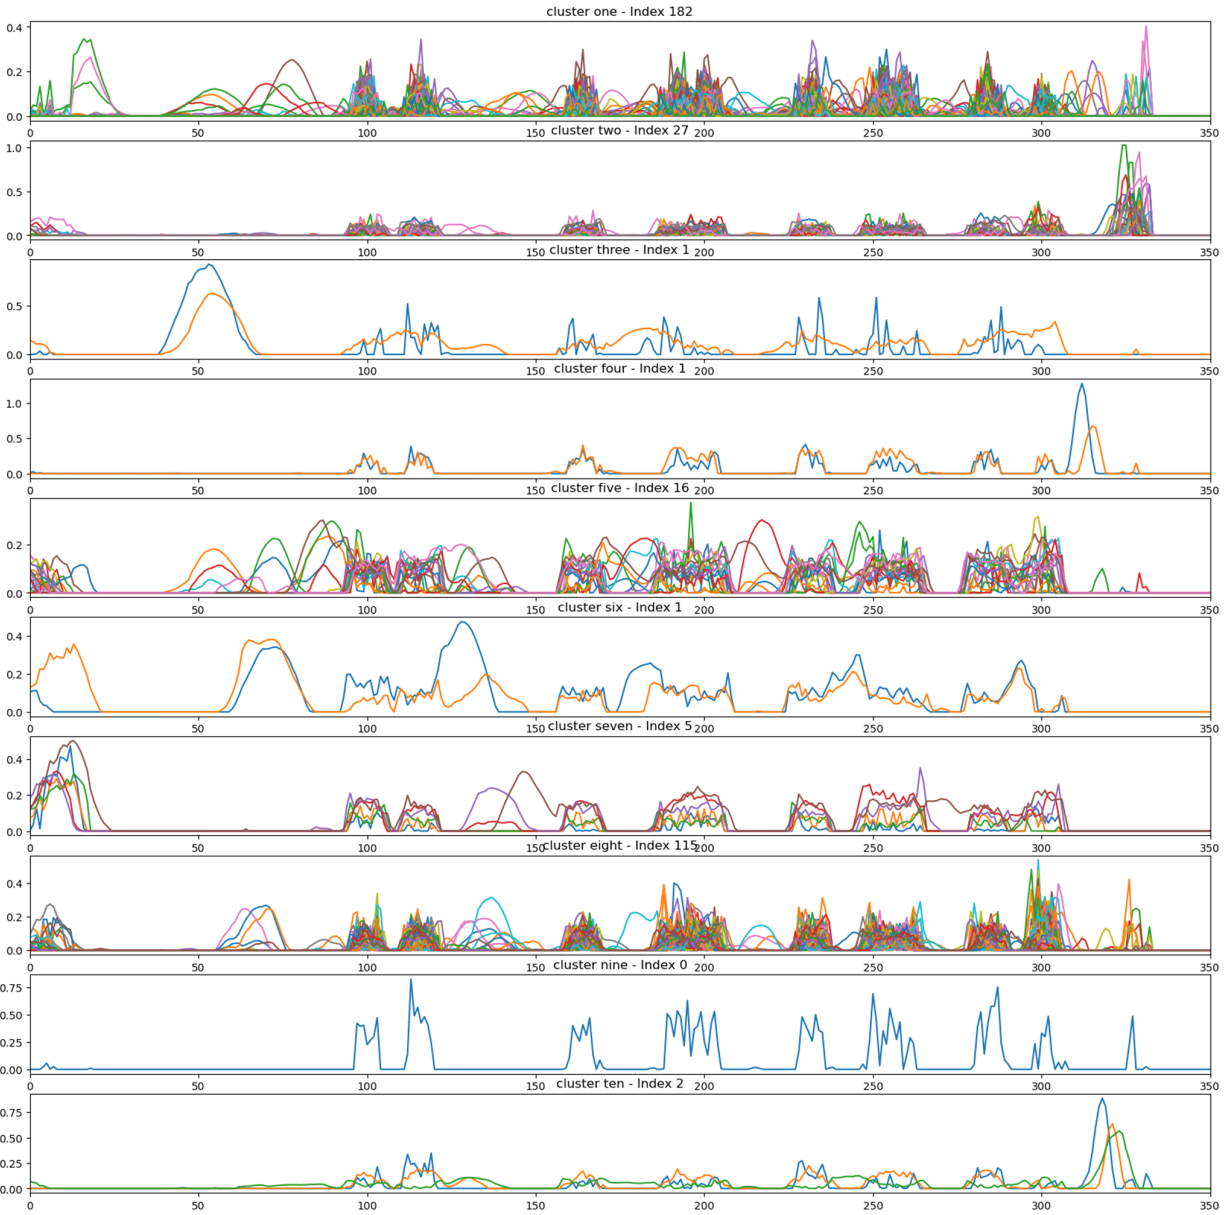 cluster one - Index 182
0.4
0.2
0.0
0 50 100 150 200 250 300 350
cluster two - Index 27
1.0
0.5
0.0
0 50 100 150 200 250 300 350
cluster three - Index 1
0.5
0.0
0 50 100 150 200 250 300 350
cluster four - Index 1
1.0
0.5
0.0
0 50 100 150 200 250 300 350
cluster five - Index 16
0.2
0.0
0 50 100 150 200 250 300 350
cluster six - Index 1
0.4
0.2
0.0
0 50 100 150 200 250 300 350
cluster seven - Index 5
0.4
0.2
0.0
0 50 100 150 200 250 300 350
cluster eight - Index 115
0.4
0.2
0.0
0 50 100 150 200 250 300 350
cluster nine - Index 0
0.75
0.50
0.25
0.00
0 50 100 150 200 250 300 350
cluster ten - Index 2
0.75
0.50
0.25
0.00
0 50 100 150 200 250 300 350